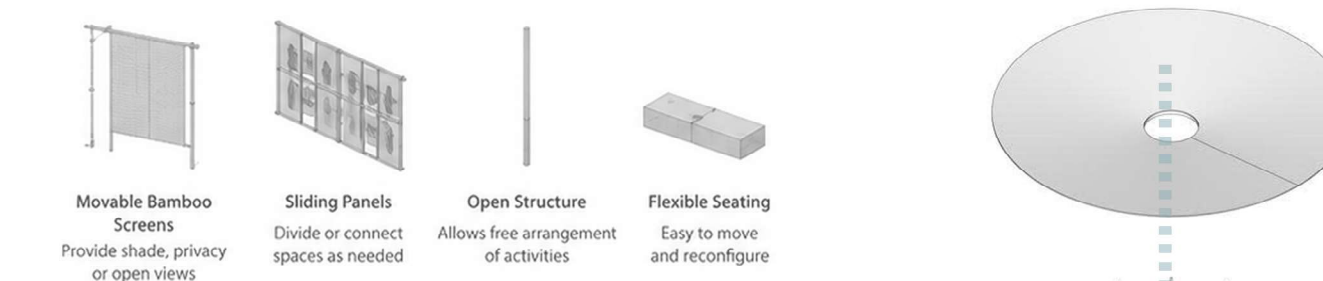 Movable Bamboo
Screens
Provide shade, privacy
or open views
Sliding Panels
Divide or connect
spaces as needed
Open Structure
Allows free arrangement
of activities
Flexible Seating
Easy to move
and reconfigure